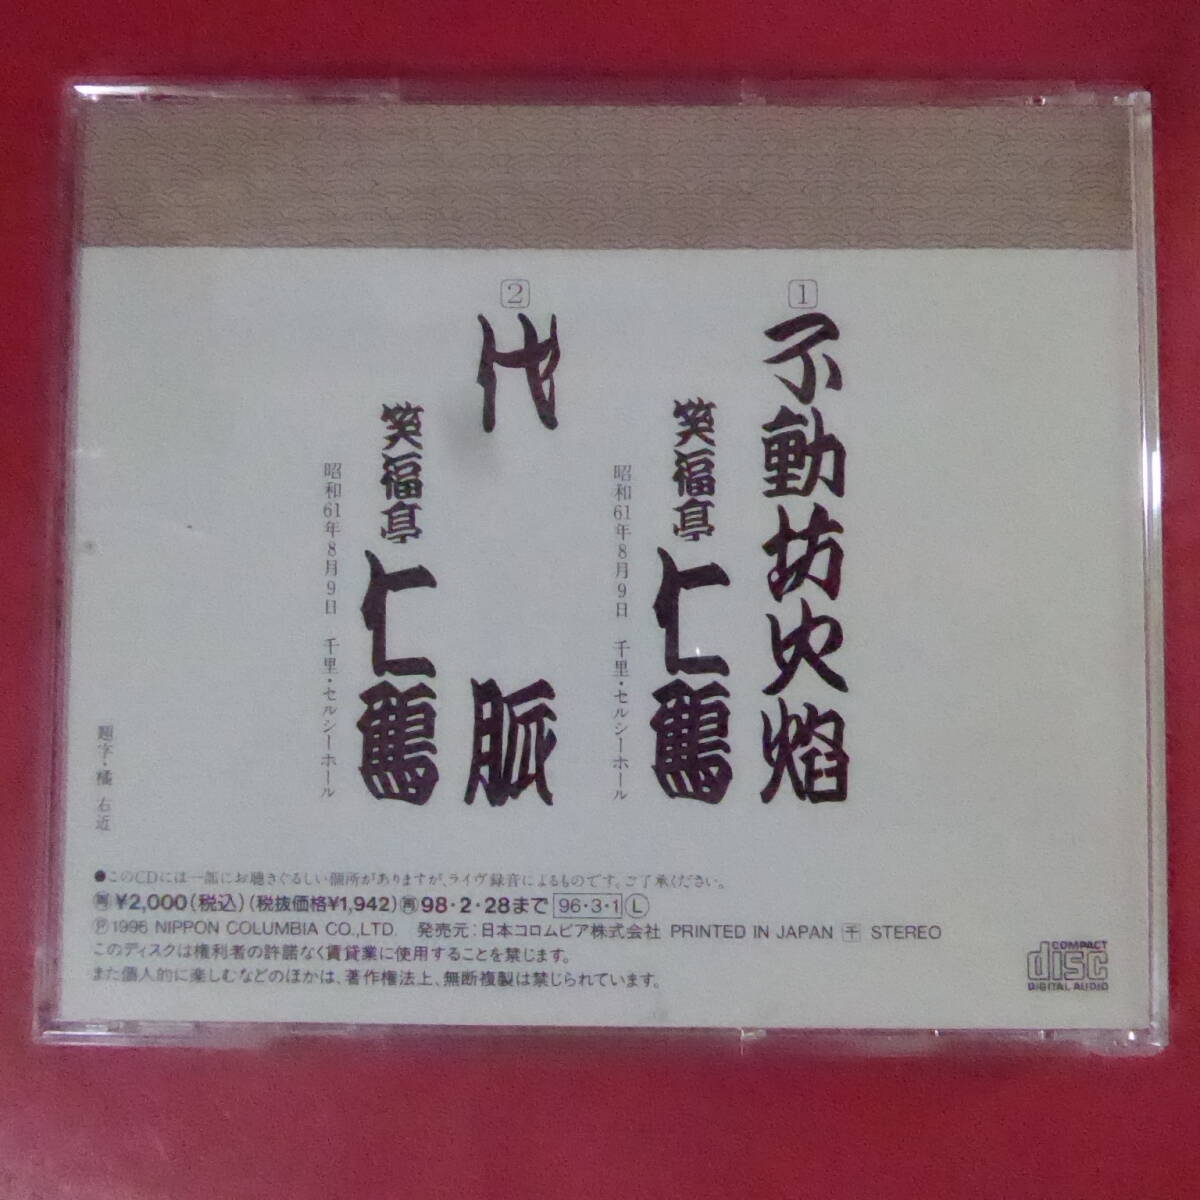 1
不動坊火焰
笑福亭 仁鶴
昭和61年8月9日 千里・セルシーホール
2
代脈
笑福亭 仁鶴
昭和61年8月9日 千里・セルシーホール
題字・橘 右近
●このCDには一部にお聴きぐるしい個所がありますが、ライヴ録音によるものです。ご了承ください。
㊢¥2,000(税込)(税抜価格¥1,942)㊢98・2・28まで 96・3・1 Ⓛ
Ⓟ1996 NIPPON COLUMBIA CO.,LTD. 発売元:日本コロムビア株式会社 PRINTED IN JAPAN 千 STEREO
このディスクは権利者の許諾なく賃貸業に使用することを禁じます。
また個人的に楽しむなどのほかは、著作権法上、無断複製は禁じられています。
COMPACT
disc
DIGITAL AUDIO